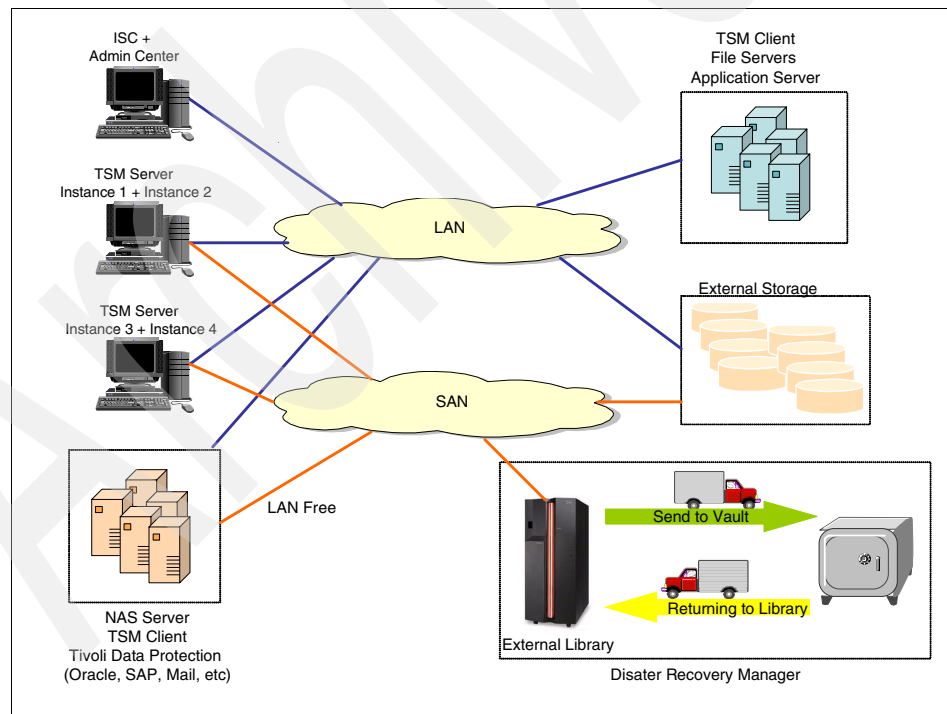 ISC +
Admin Center
TSM Client
File Servers
Application Server
TSM Server
Instance 1 + Instance 2
LAN
TSM Server
Instance 3 + Instance 4
External Storage
SAN
LAN Free
NAS Server
TSM Client
Tivoli Data Protection
(Oracle, SAP, Mail, etc)
Send to Vault
Returning to Library
External Library
Disater Recovery Manager